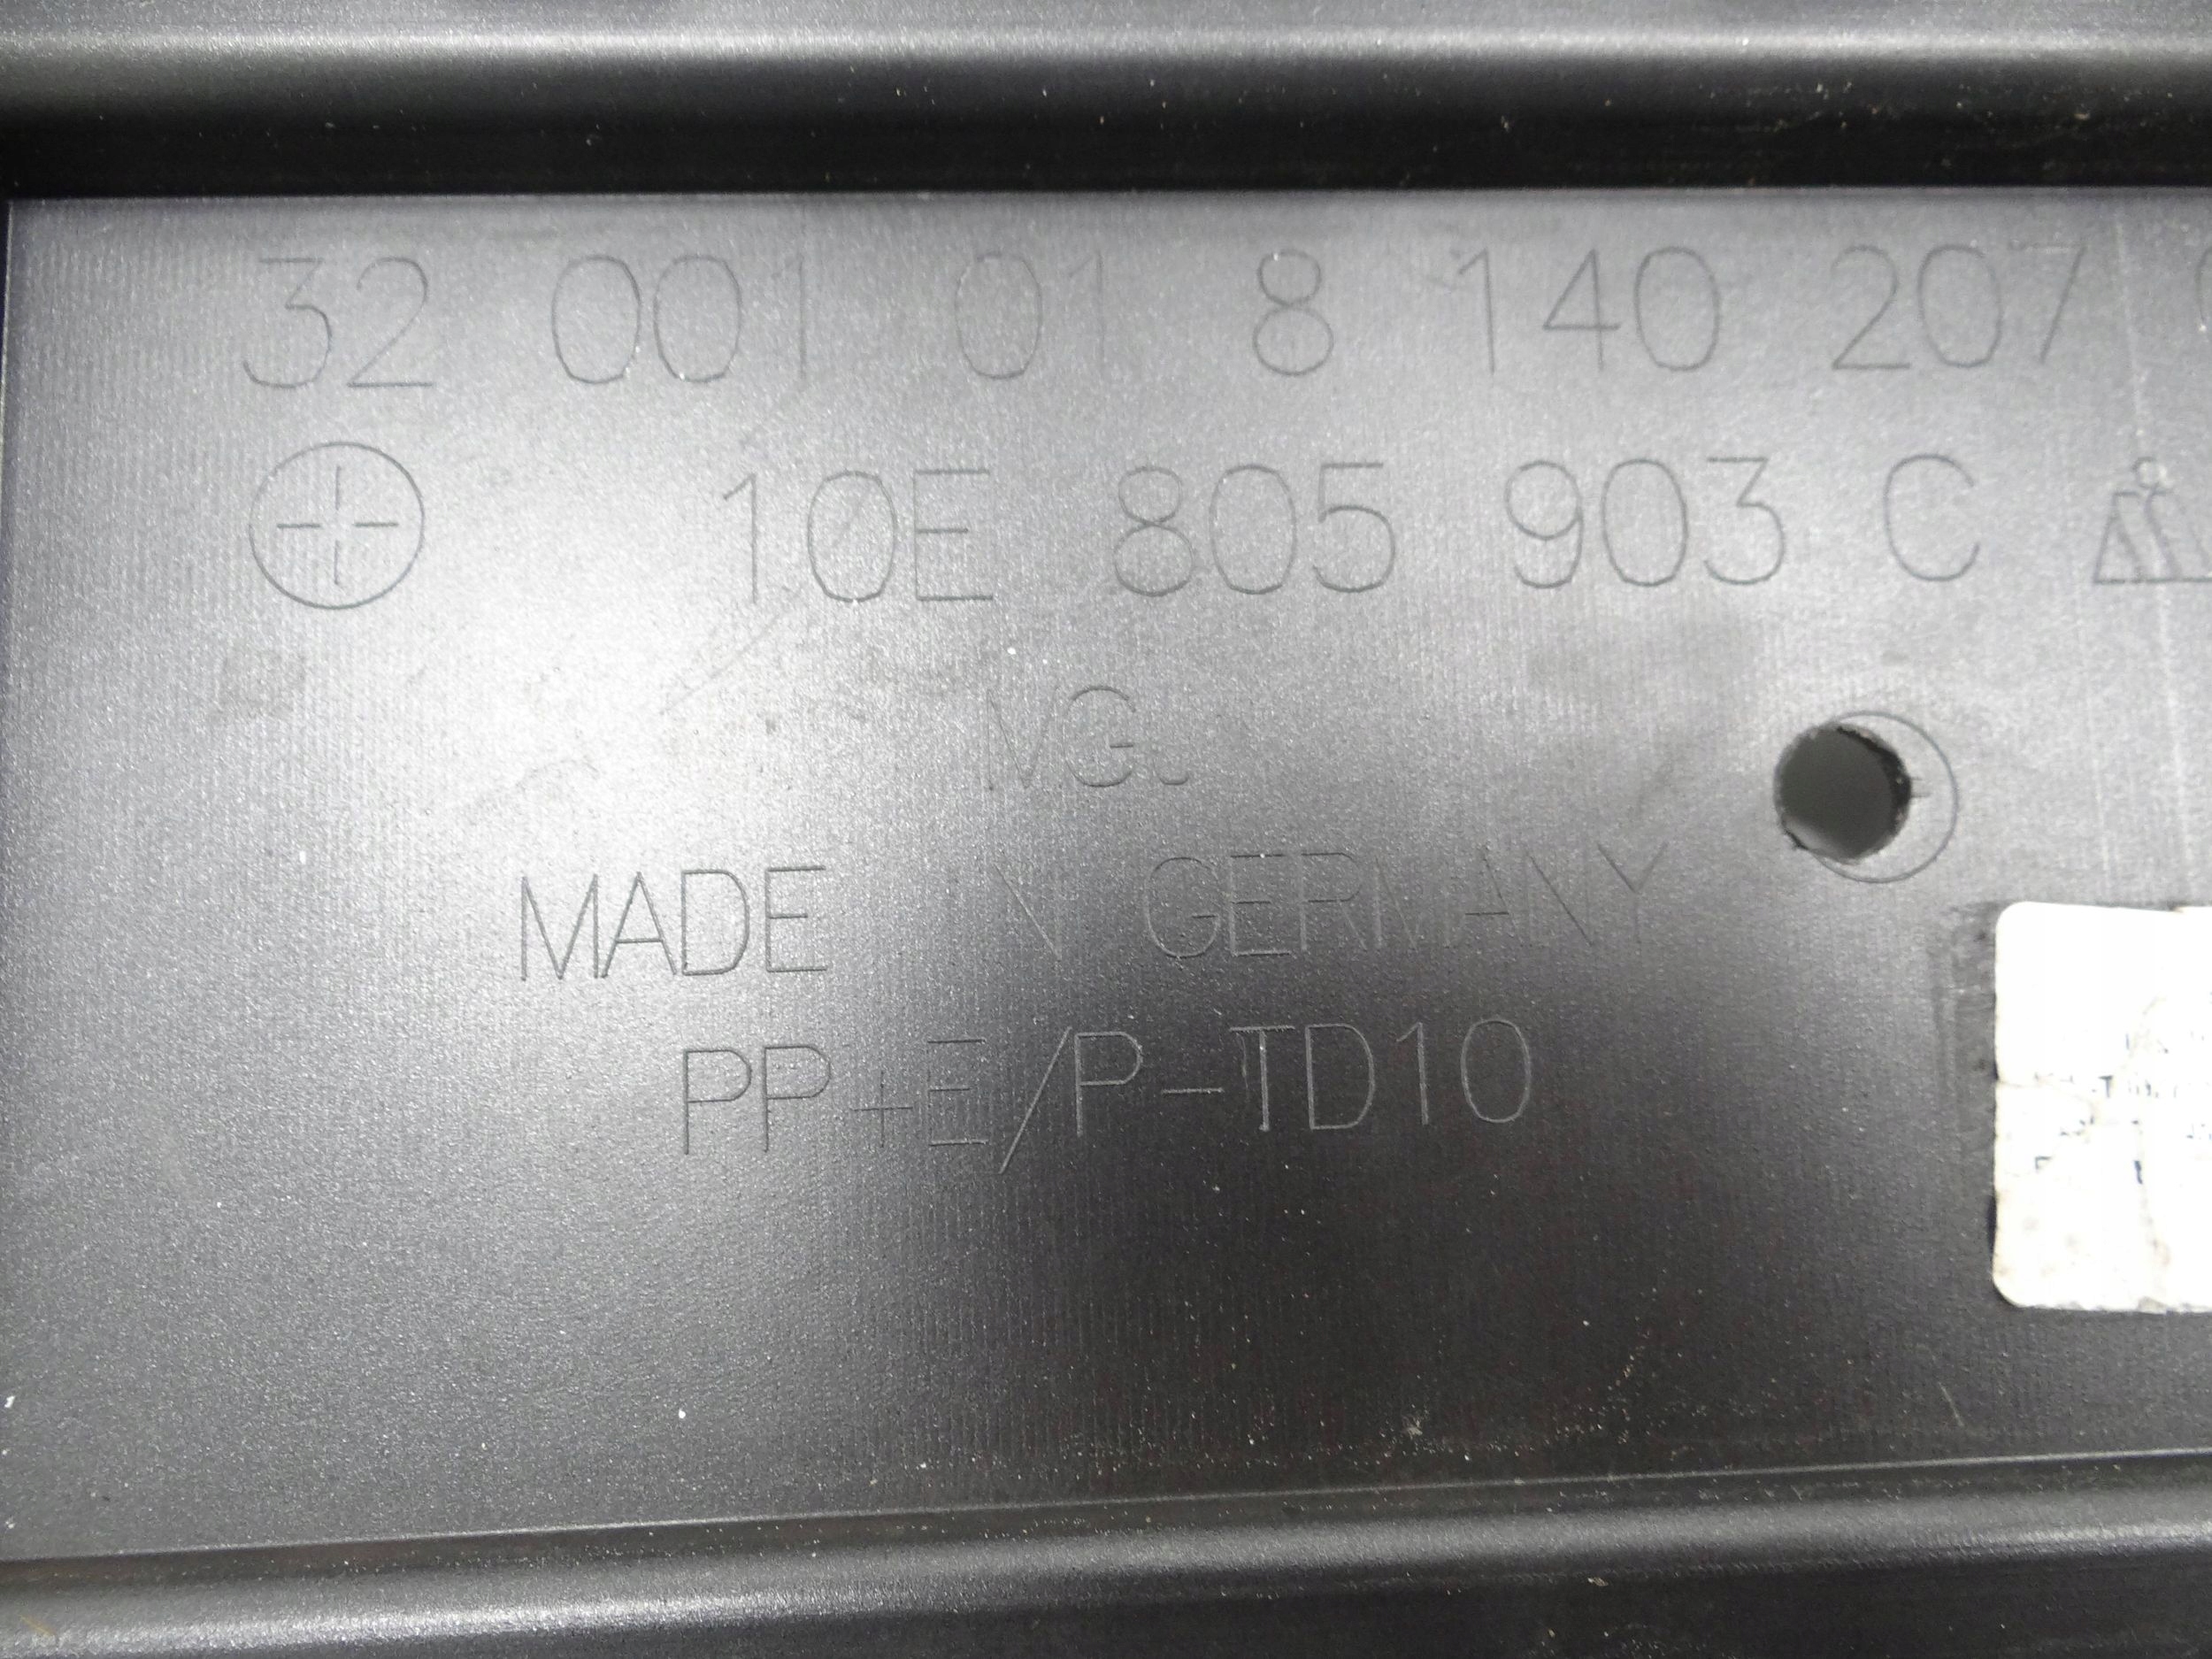 32 001 01 8 140 207
10E 805 903 C
MADE IN GERMANY
PP+E/P-TD10